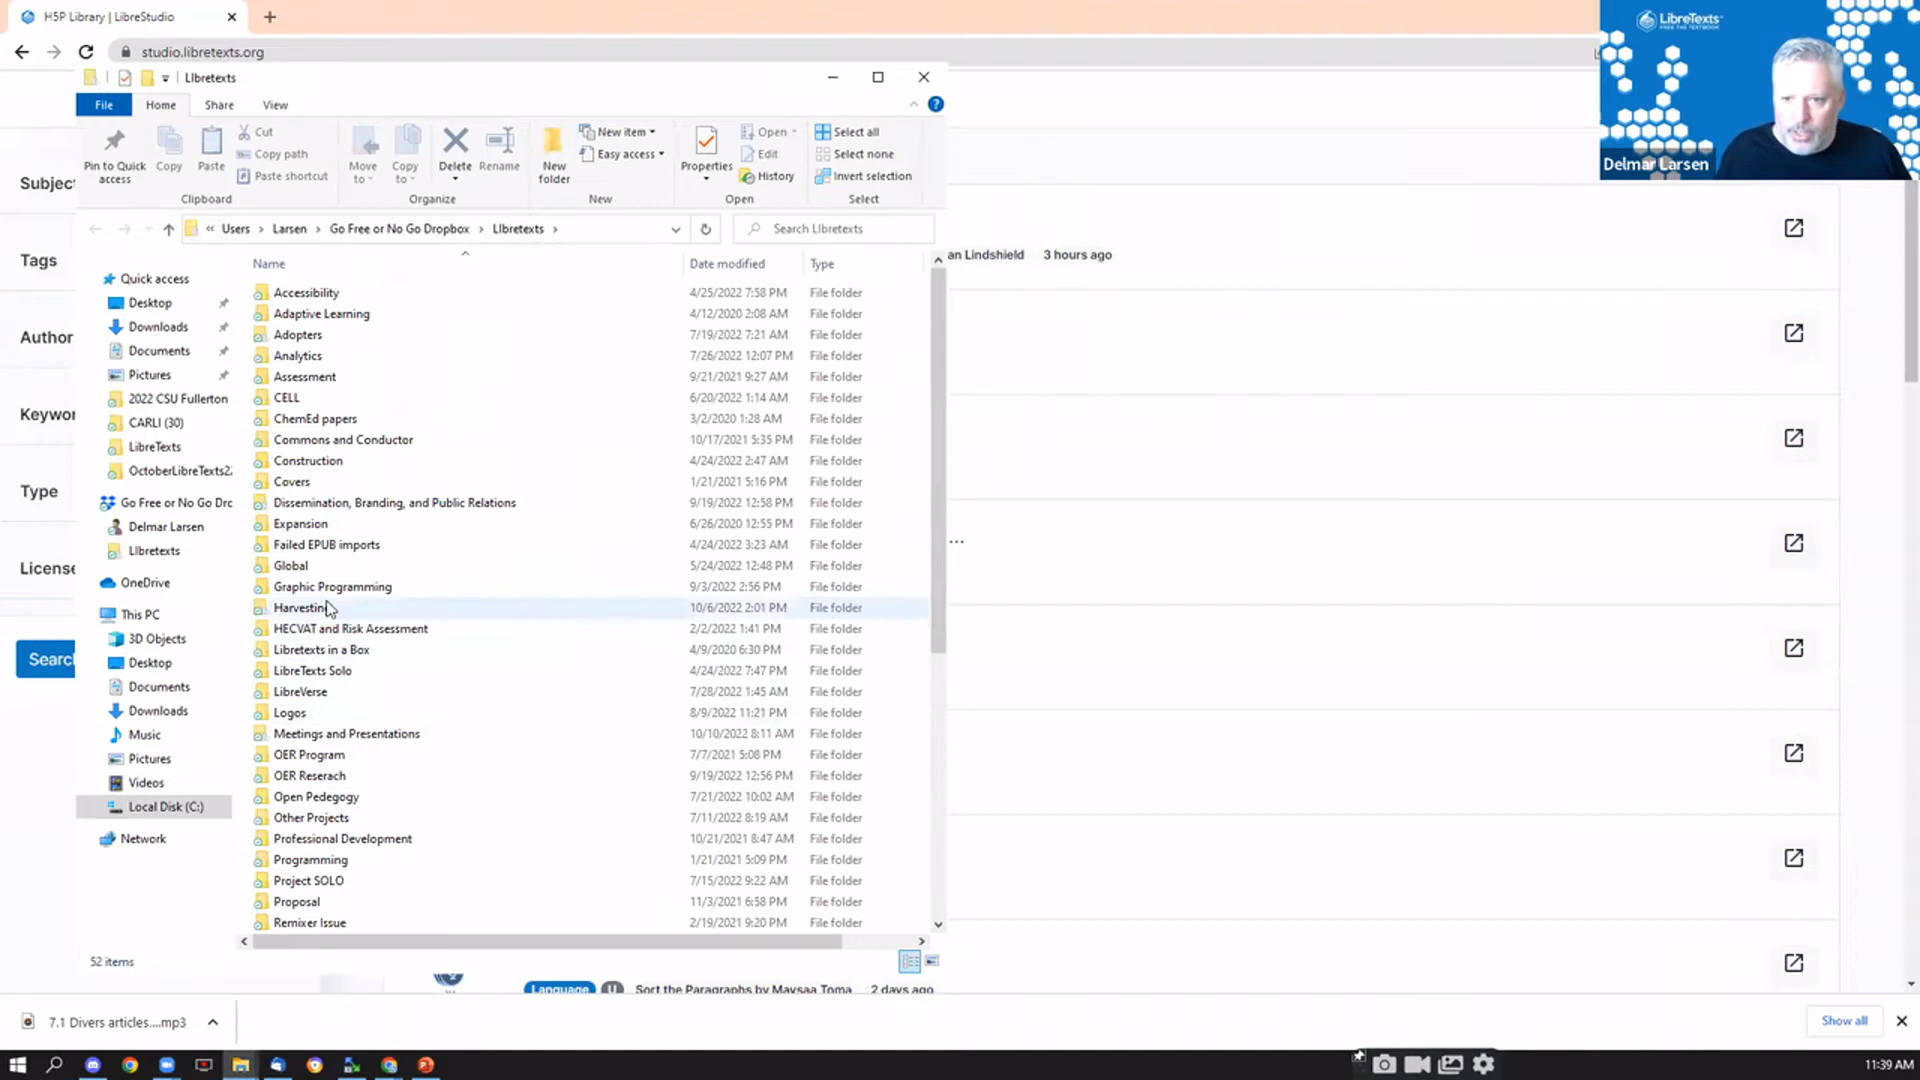 H5P Library | LibreStudio
studio.libretexts.org
LibreTexts
FREE THE TEXTBOOK
Delmar Larsen
LIbretexts
File Home Share View
Pin to Quick access
Copy
Paste
Cut
Copy path
Paste shortcut
Clipboard
Move to
Copy to
Delete
Rename
Organize
New folder
New item
Easy access
New
Properties
Open
Edit
History
Open
Select all
Select none
Invert selection
Select
« Users › Larsen › Go Free or No Go Dropbox › LIbretexts ›
Search LIbretexts
Name Date modified Type
Quick access
Desktop
Downloads
Documents
Pictures
2022 CSU Fullerton
CARLI (30)
LibreTexts
OctoberLibreTexts2
Go Free or No Go Drc
Delmar Larsen
LIbretexts
OneDrive
This PC
3D Objects
Desktop
Documents
Downloads
Music
Pictures
Videos
Local Disk (C:)
Network
Accessibility 4/25/2022 7:58 PM File folder
Adaptive Learning 4/12/2020 2:08 AM File folder
Adopters 7/19/2022 7:21 AM File folder
Analytics 7/26/2022 12:07 PM File folder
Assessment 9/21/2021 9:27 AM File folder
CELL 6/20/2022 1:14 AM File folder
ChemEd papers 3/2/2020 1:28 AM File folder
Commons and Conductor 10/17/2021 5:35 PM File folder
Construction 4/24/2022 2:47 AM File folder
Covers 1/21/2021 5:16 PM File folder
Dissemination, Branding, and Public Relations 9/19/2022 12:58 PM File folder
Expansion 6/26/2020 12:55 PM File folder
Failed EPUB imports 4/24/2022 3:23 AM File folder
Global 5/24/2022 12:48 PM File folder
Graphic Programming 9/3/2022 2:56 PM File folder
Harvesting 10/6/2022 2:01 PM File folder
HECVAT and Risk Assessment 2/2/2022 1:41 PM File folder
Libretexts in a Box 4/9/2020 6:30 PM File folder
LibreTexts Solo 4/24/2022 7:47 PM File folder
LibreVerse 7/28/2022 1:45 AM File folder
Logos 8/9/2022 11:21 PM File folder
Meetings and Presentations 10/10/2022 8:11 AM File folder
OER Program 7/7/2021 5:08 PM File folder
OER Reserach 9/19/2022 12:56 PM File folder
Open Pedegogy 7/21/2022 10:02 AM File folder
Other Projects 7/11/2022 8:19 AM File folder
Professional Development 10/21/2021 8:47 AM File folder
Programming 1/21/2021 5:09 PM File folder
Project SOLO 7/15/2022 9:22 AM File folder
Proposal 11/3/2021 6:58 PM File folder
Remixer Issue 2/19/2021 9:20 PM File folder
52 items
Subjec
Tags
Author
Keywor
Type
License
Search
an Lindshield 3 hours ago
...
Language U Sort the Paragraphs by Maysaa Toma 2 days ago
7.1 Divers articles....mp3
Show all
11:39 AM